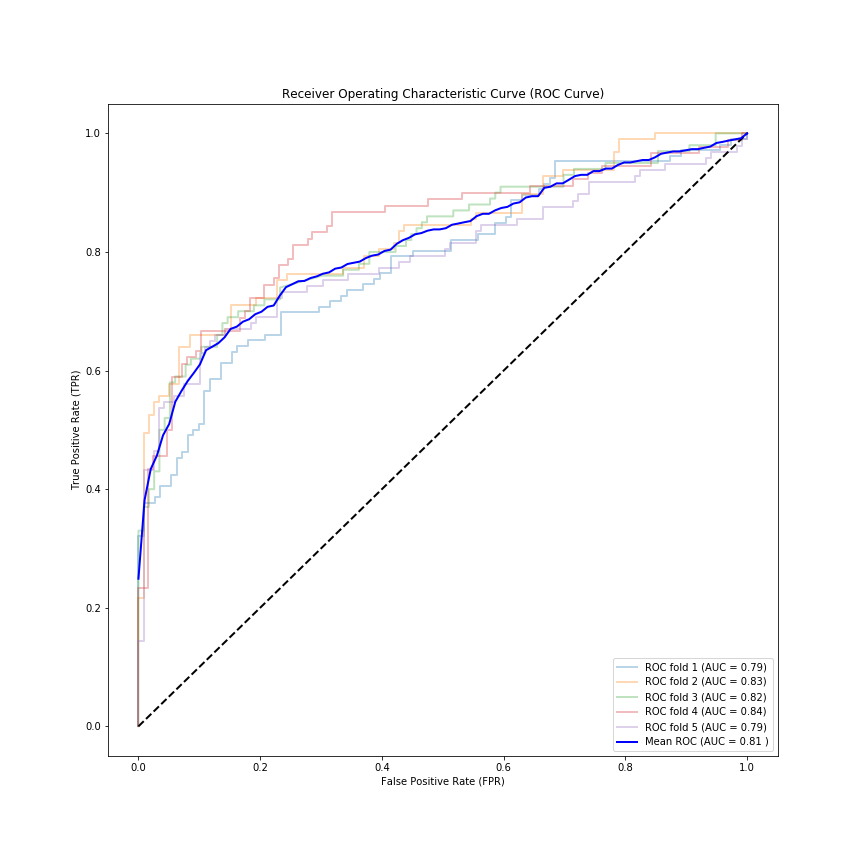 Receiver Operating Characteristic Curve (ROC Curve)
1.0
0.8
0.6
0.4
0.2
0.0
True Positive Rate (TPR)
ROC fold 1 (AUC = 0.79)
ROC fold 2 (AUC = 0.83)
ROC fold 3 (AUC = 0.82)
ROC fold 4 (AUC = 0.84)
ROC fold 5 (AUC = 0.79)
Mean ROC (AUC = 0.81 )
0.0 0.2 0.4 0.6 0.8 1.0
False Positive Rate (FPR)